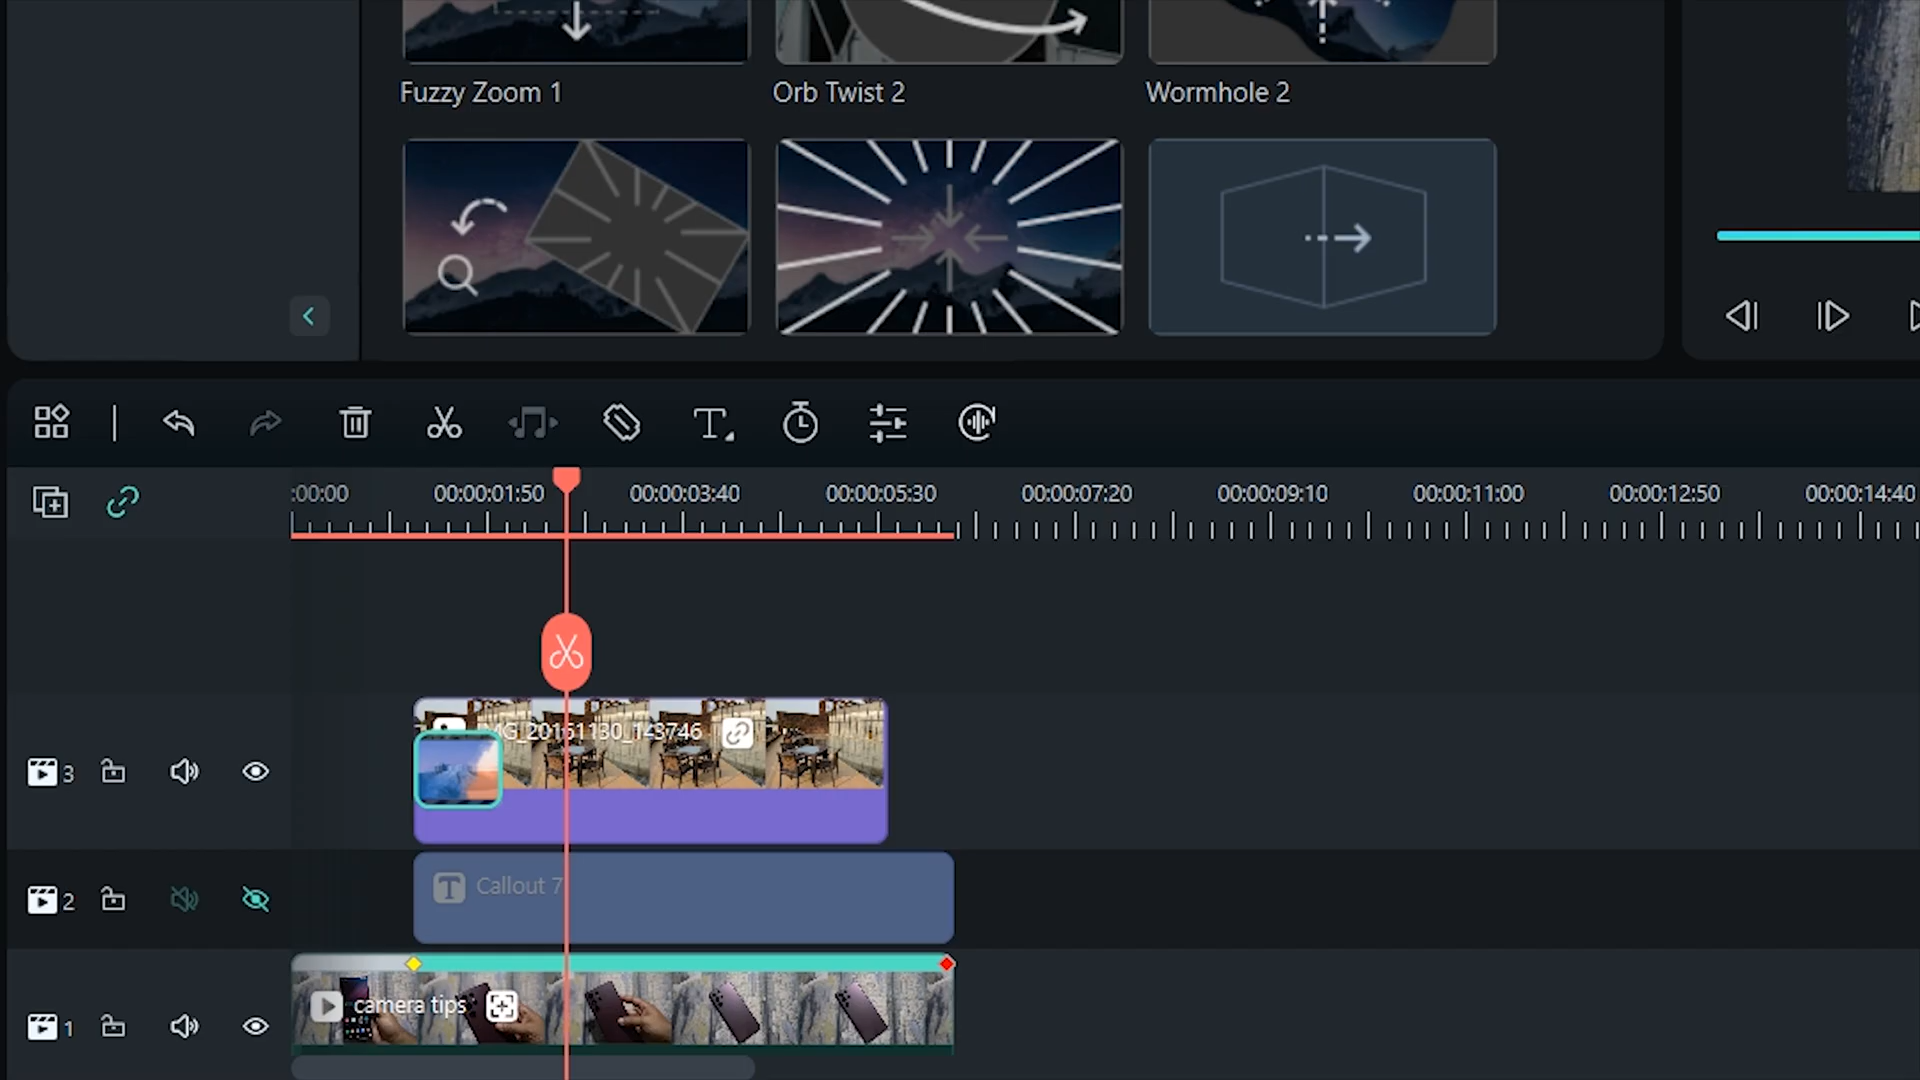 Fuzzy Zoom 1
Orb Twist 2
Wormhole 2
:00:00
00:00:01:50
00:00:03:40
00:00:05:30
00:00:07:20
00:00:09:10
00:00:11:00
00:00:12:50
00:00:14:40
MG_20161130_143746
3
T Callout 7
2
camera tips
1